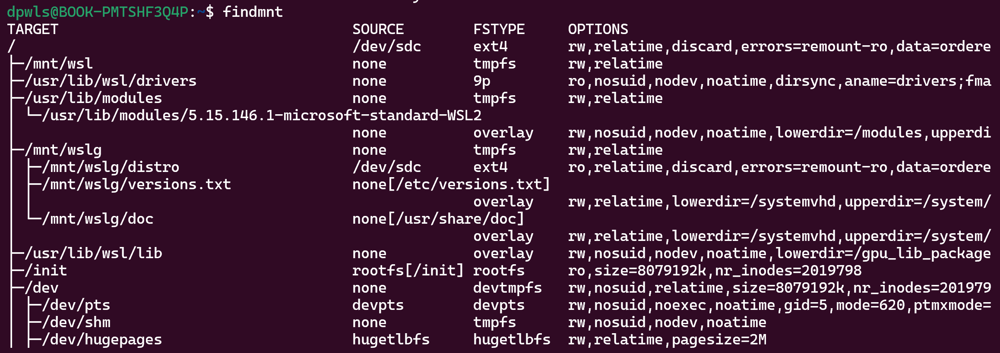 dpwls@BOOK-PMTSHF3Q4P:~$ findmnt
TARGET SOURCE FSTYPE OPTIONS
/ /dev/sdc ext4 rw,relatime,discard,errors=remount-ro,data=ordere
├─/mnt/wsl none tmpfs rw,relatime
├─/usr/lib/wsl/drivers none 9p ro,nosuid,nodev,noatime,dirsync,aname=drivers;fma
├─/usr/lib/modules none tmpfs rw,relatime
│ └─/usr/lib/modules/5.15.146.1-microsoft-standard-WSL2
│ none overlay rw,nosuid,nodev,noatime,lowerdir=/modules,upperdi
├─/mnt/wslg none tmpfs rw,relatime
│ ├─/mnt/wslg/distro /dev/sdc ext4 ro,relatime,discard,errors=remount-ro,data=ordere
│ ├─/mnt/wslg/versions.txt none[/etc/versions.txt]
│ │ overlay rw,relatime,lowerdir=/systemvhd,upperdir=/system/
│ └─/mnt/wslg/doc none[/usr/share/doc]
│ overlay rw,relatime,lowerdir=/systemvhd,upperdir=/system/
├─/usr/lib/wsl/lib none overlay rw,nosuid,nodev,noatime,lowerdir=/gpu_lib_package
├─/init rootfs[/init] rootfs ro,size=8079192k,nr_inodes=2019798
├─/dev none devtmpfs rw,nosuid,relatime,size=8079192k,nr_inodes=201979
│ ├─/dev/pts devpts devpts rw,nosuid,noexec,noatime,gid=5,mode=620,ptmxmode=
│ ├─/dev/shm none tmpfs rw,nosuid,nodev,noatime
│ ├─/dev/hugepages hugetlbfs hugetlbfs rw,relatime,pagesize=2M